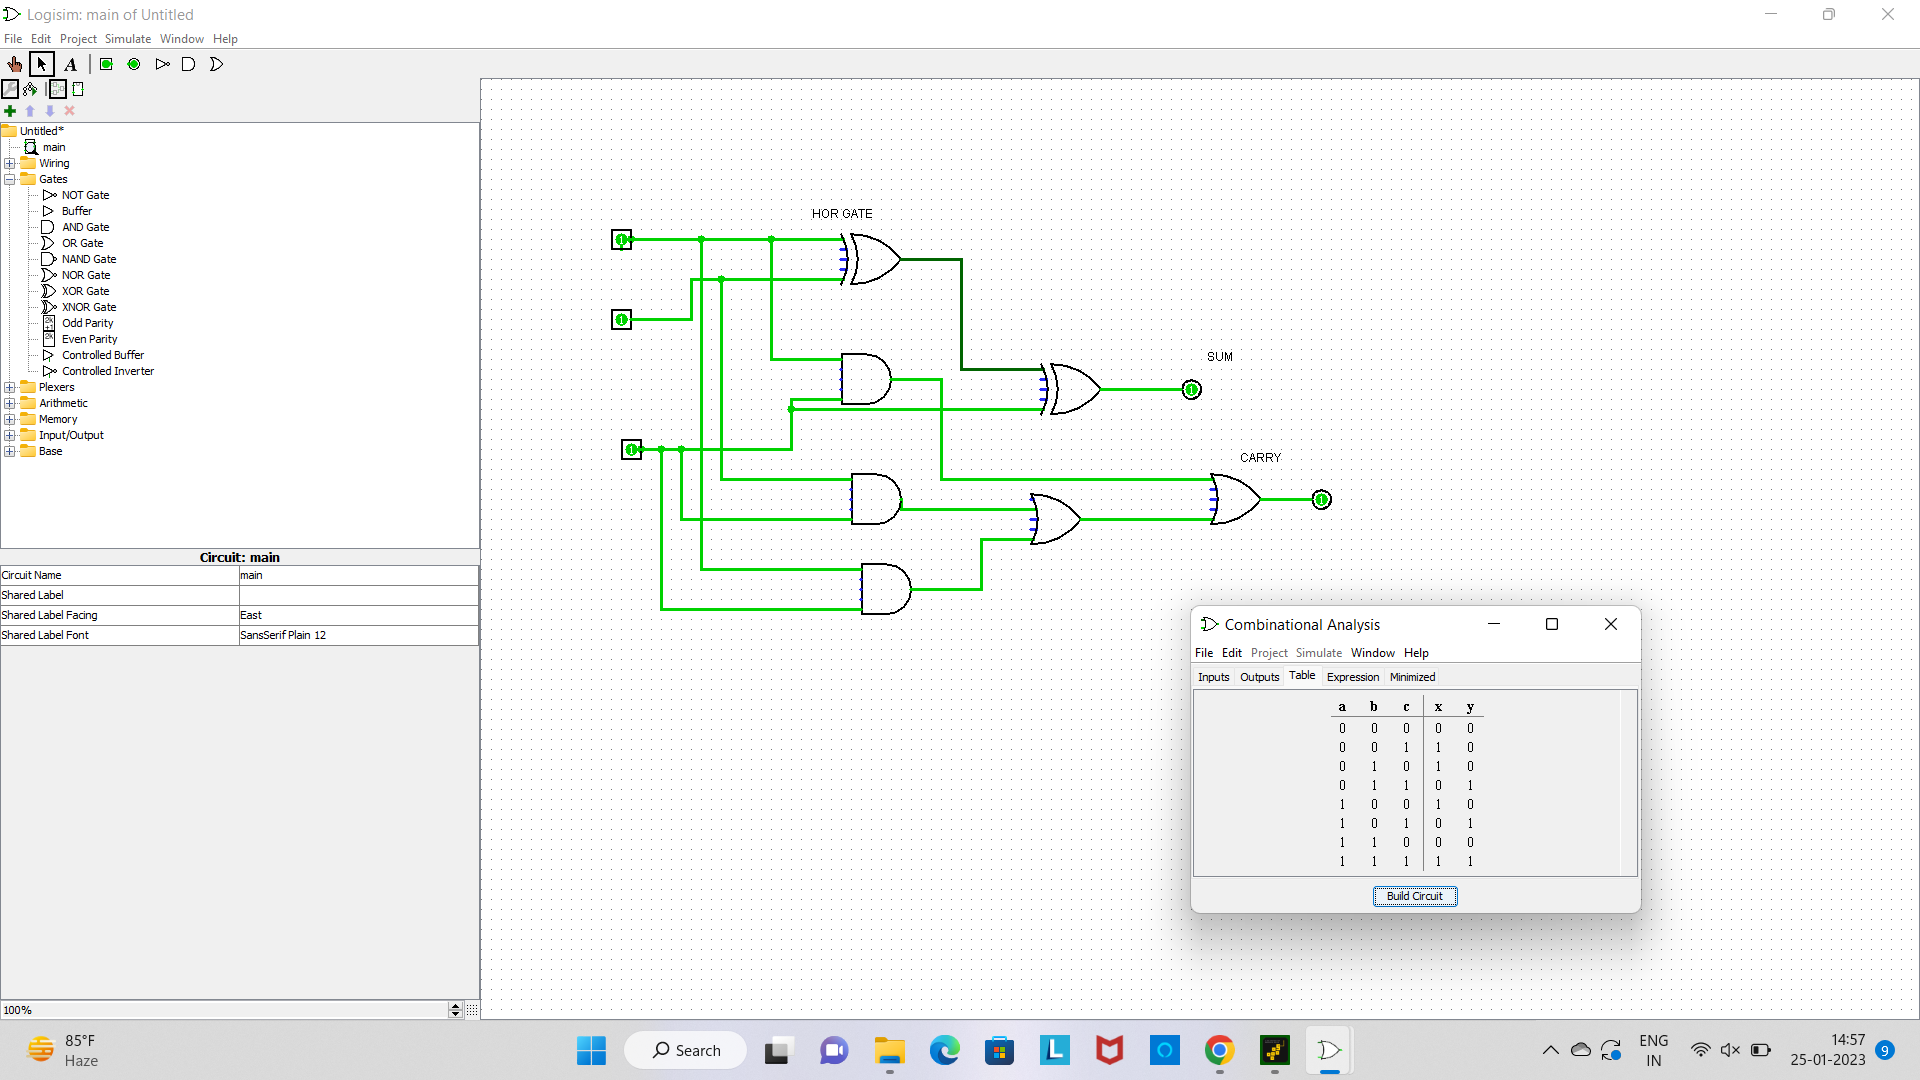 Logisim: main of Untitled
File Edit Project Simulate Window Help
A
Untitled*
main
Wiring
Gates
NOT Gate
Buffer
AND Gate
OR Gate
NAND Gate
NOR Gate
XOR Gate
XNOR Gate
Odd Parity
Even Parity
Controlled Buffer
Controlled Inverter
Plexers
Arithmetic
Memory
Input/Output
Base
Circuit: main
Circuit Name main
Shared Label
Shared Label Facing East
Shared Label Font SansSerif Plain 12
100%
HOR GATE
1
1
1
SUM
1
CARRY
1
Combinational Analysis
File Edit Project Simulate Window Help
Inputs Outputs Table Expression Minimized
a b c x y
0 0 0 0 0
0 0 1 1 0
0 1 0 1 0
0 1 1 0 1
1 0 0 1 0
1 0 1 0 1
1 1 0 0 0
1 1 1 1 1
Build Circuit
85°F
Haze
Search
L
ENG
IN
14:57
25-01-2023
9